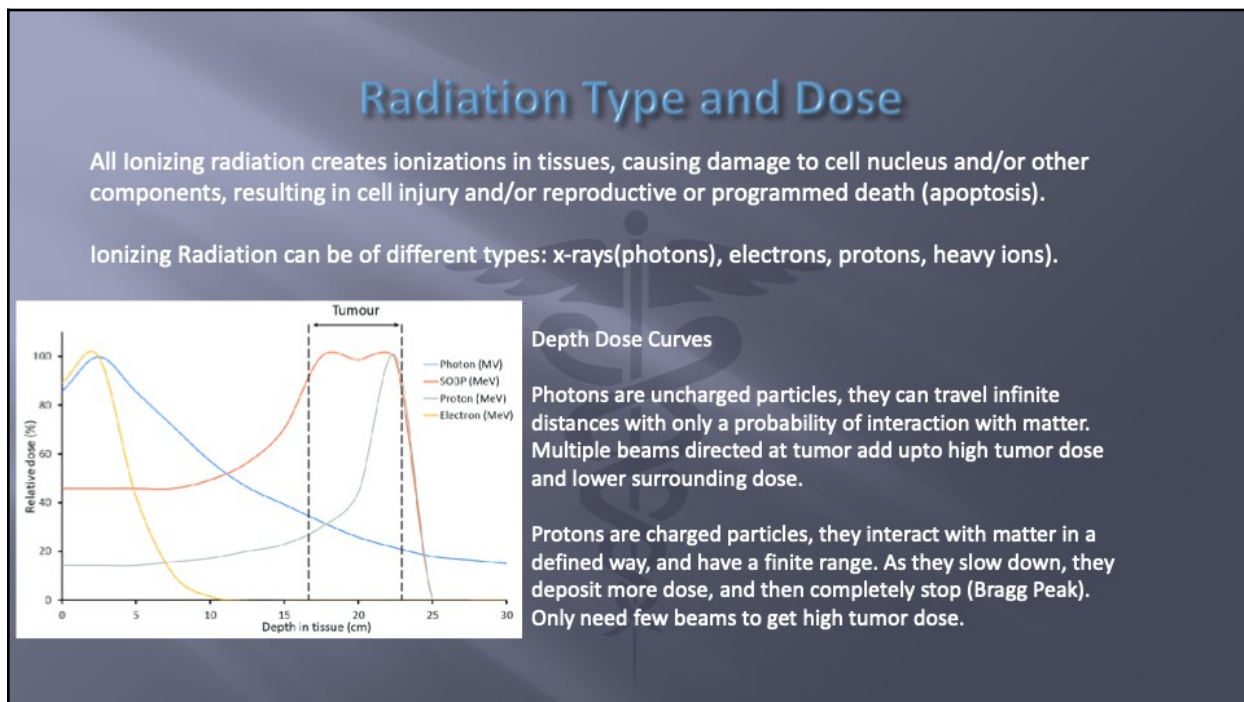 Radiation Type and Dose
All Ionizing radiation creates ionizations in tissues, causing damage to cell nucleus and/or other
components, resulting in cell injury and/or reproductive or programmed death (apoptosis).
Ionizing Radiation can be of different types: x-rays(photons), electrons, protons, heavy ions).
Tumour
100
80
60
40
20
0
Relative dose (%)
Photon (MV)
SOBP (MeV)
Proton (MeV)
Electron (MeV)
0 5 10 15 20 25 30
Depth in tissue (cm)
Depth Dose Curves
Photons are uncharged particles, they can travel infinite
distances with only a probability of interaction with matter.
Multiple beams directed at tumor add upto high tumor dose
and lower surrounding dose.
Protons are charged particles, they interact with matter in a
defined way, and have a finite range. As they slow down, they
deposit more dose, and then completely stop (Bragg Peak).
Only need few beams to get high tumor dose.